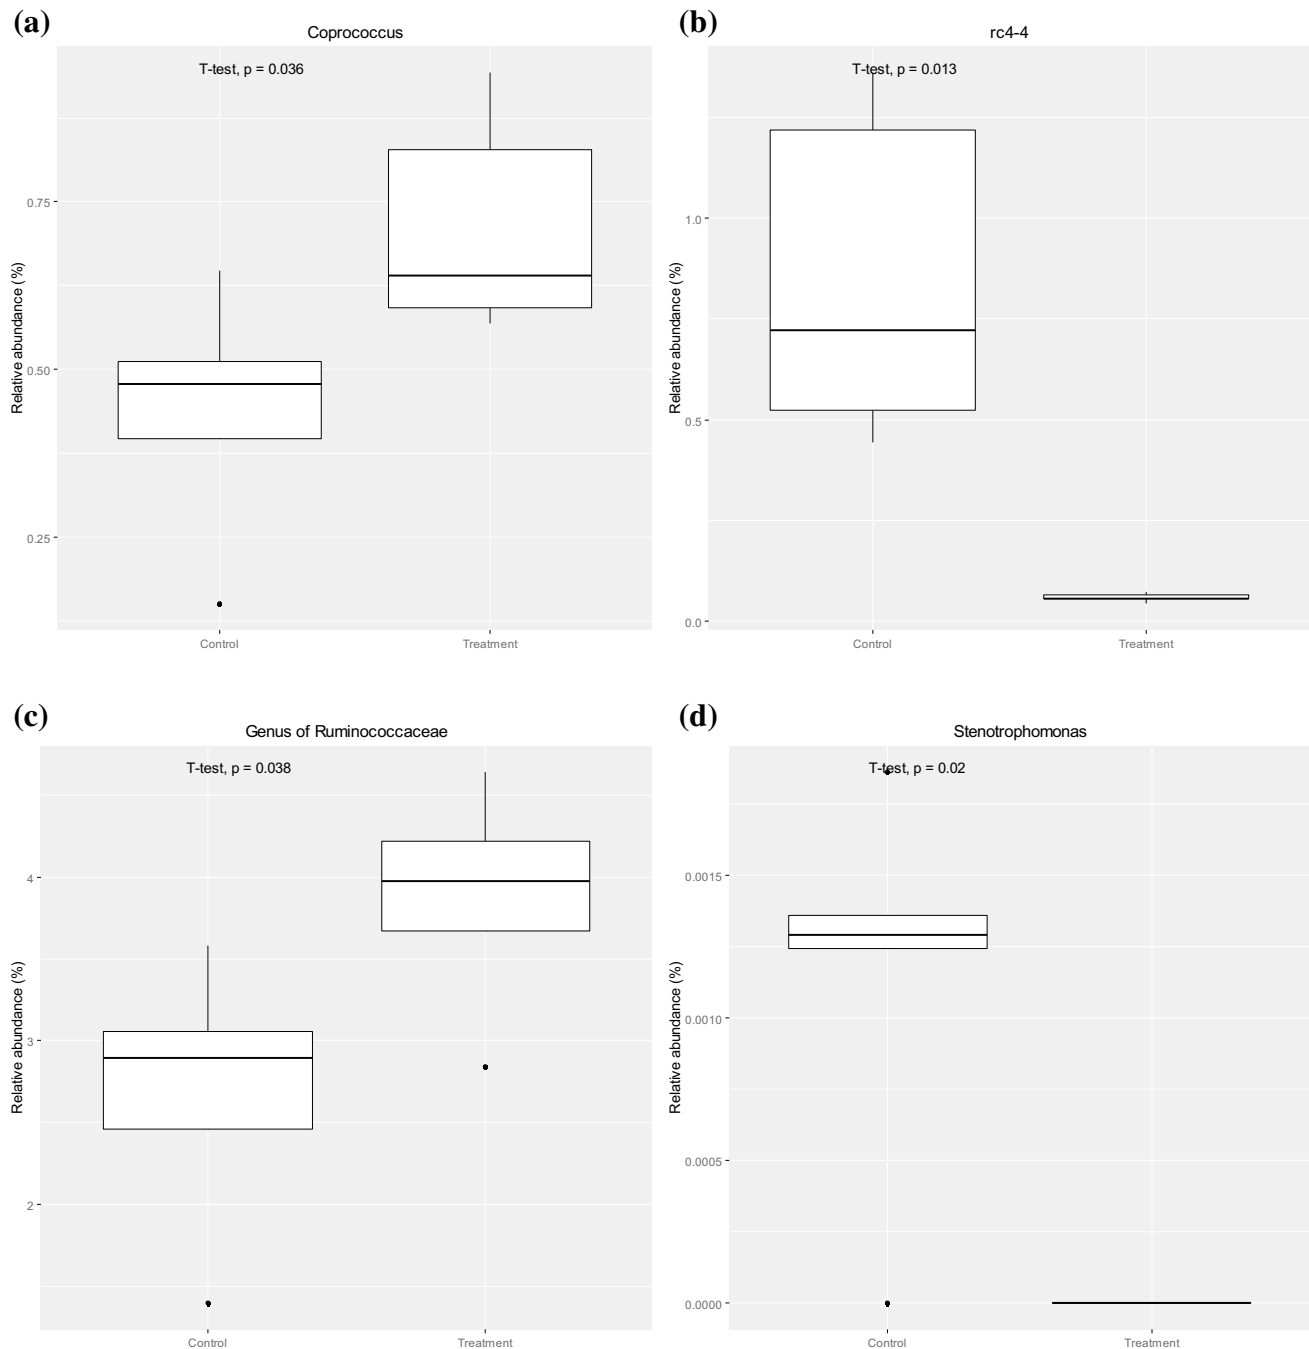 (a)
Coprococcus
T-test, p = 0.036
Relative abundance (%)
0.75
0.50
0.25
Control
Treatment
(b)
rc4-4
T-test, p = 0.013
Relative abundance (%)
1.0
0.5
0.0
Control
Treatment
(c)
Genus of Ruminococcaceae
T-test, p = 0.038
Relative abundance (%)
4
3
2
Control
Treatment
(d)
Stenotrophomonas
T-test, p = 0.02
Relative abundance (%)
0.0015
0.0010
0.0005
0.0000
Control
Treatment